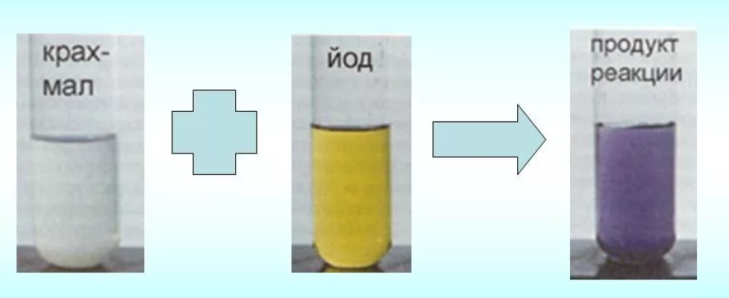 крах-
мал
йод
продукт
реакции